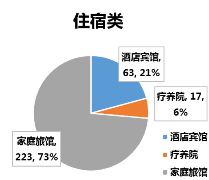 住宿类
酒店宾馆,
63, 21%
疗养院, 17,
6%
家庭旅馆,
223, 73%
酒店宾馆
疗养院
家庭旅馆